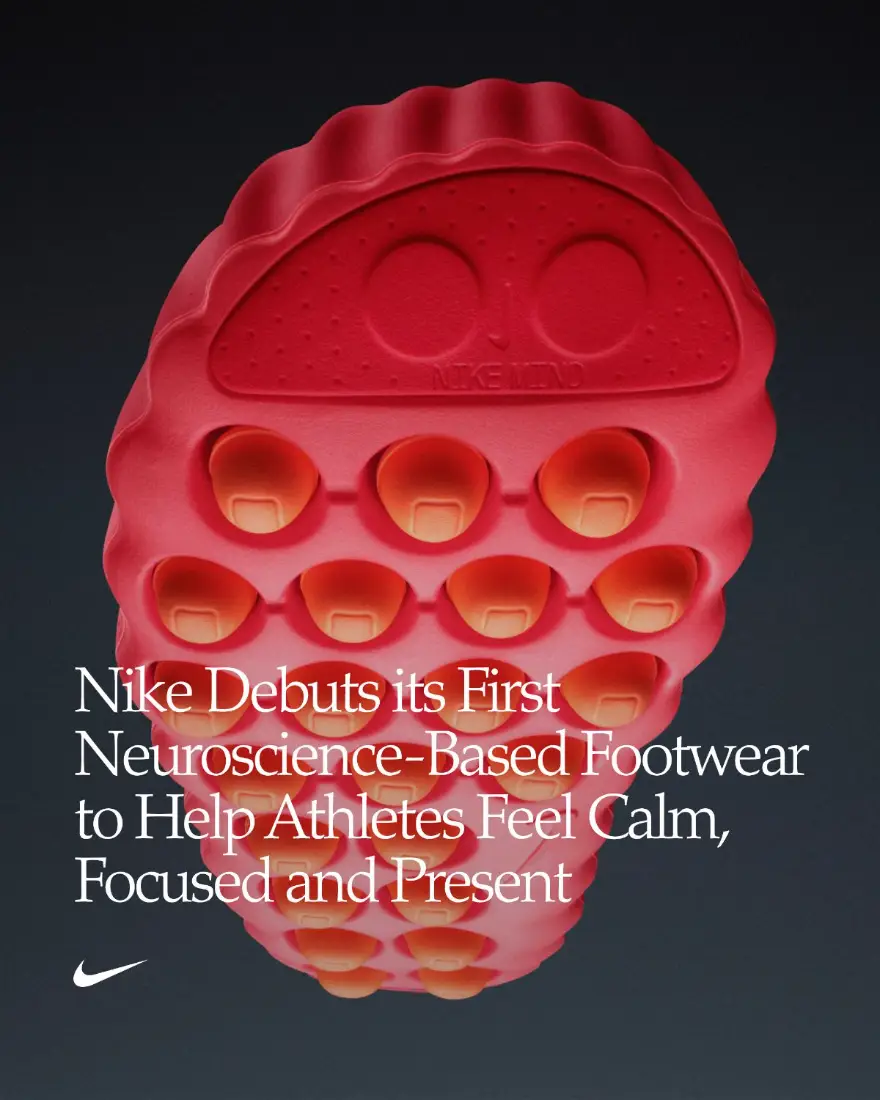 NIKE MIND
Nike Debuts its First
Neuroscience-Based Footwear
to Help Athletes Feel Calm,
Focused and Present